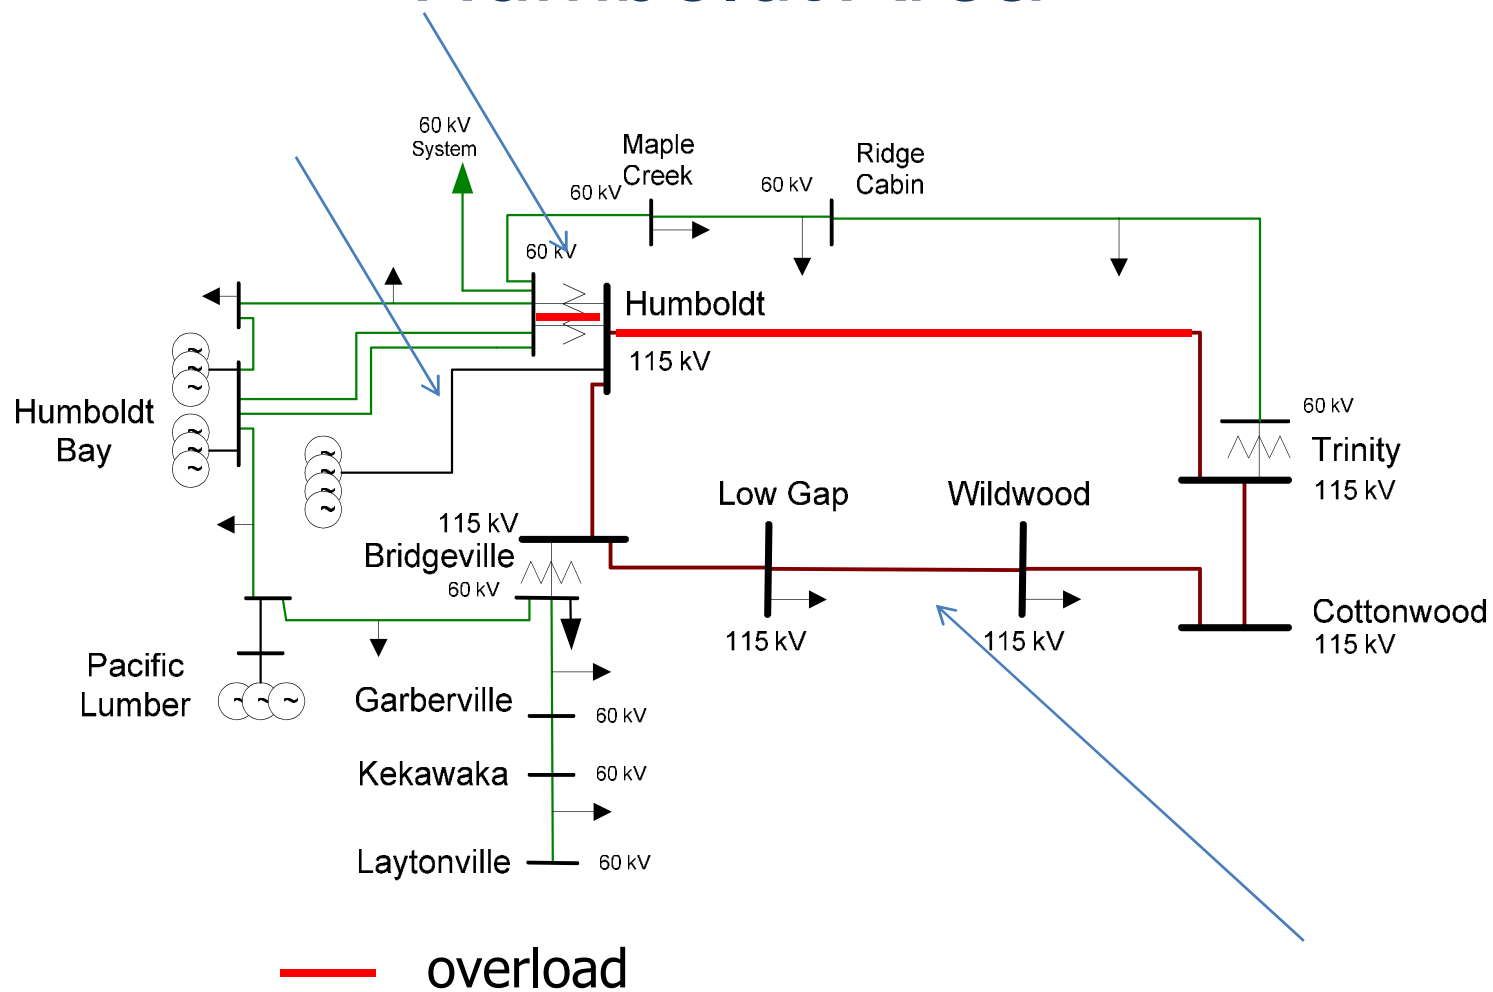 60 kV
System
Maple
Creek
60 kV
60 kV
Ridge
Cabin
60 kV
Humboldt
115 kV
60 kV
Trinity
115 kV
Humboldt
Bay
~
~
~
~
~
~
~
~
~
~
Low Gap
Wildwood
115 kV
Bridgeville
60 kV
115 kV
115 kV
Cottonwood
115 kV
Pacific
Lumber
~ ~ ~
Garberville
60 kV
Kekawaka
60 kV
Laytonville
60 kV
overload